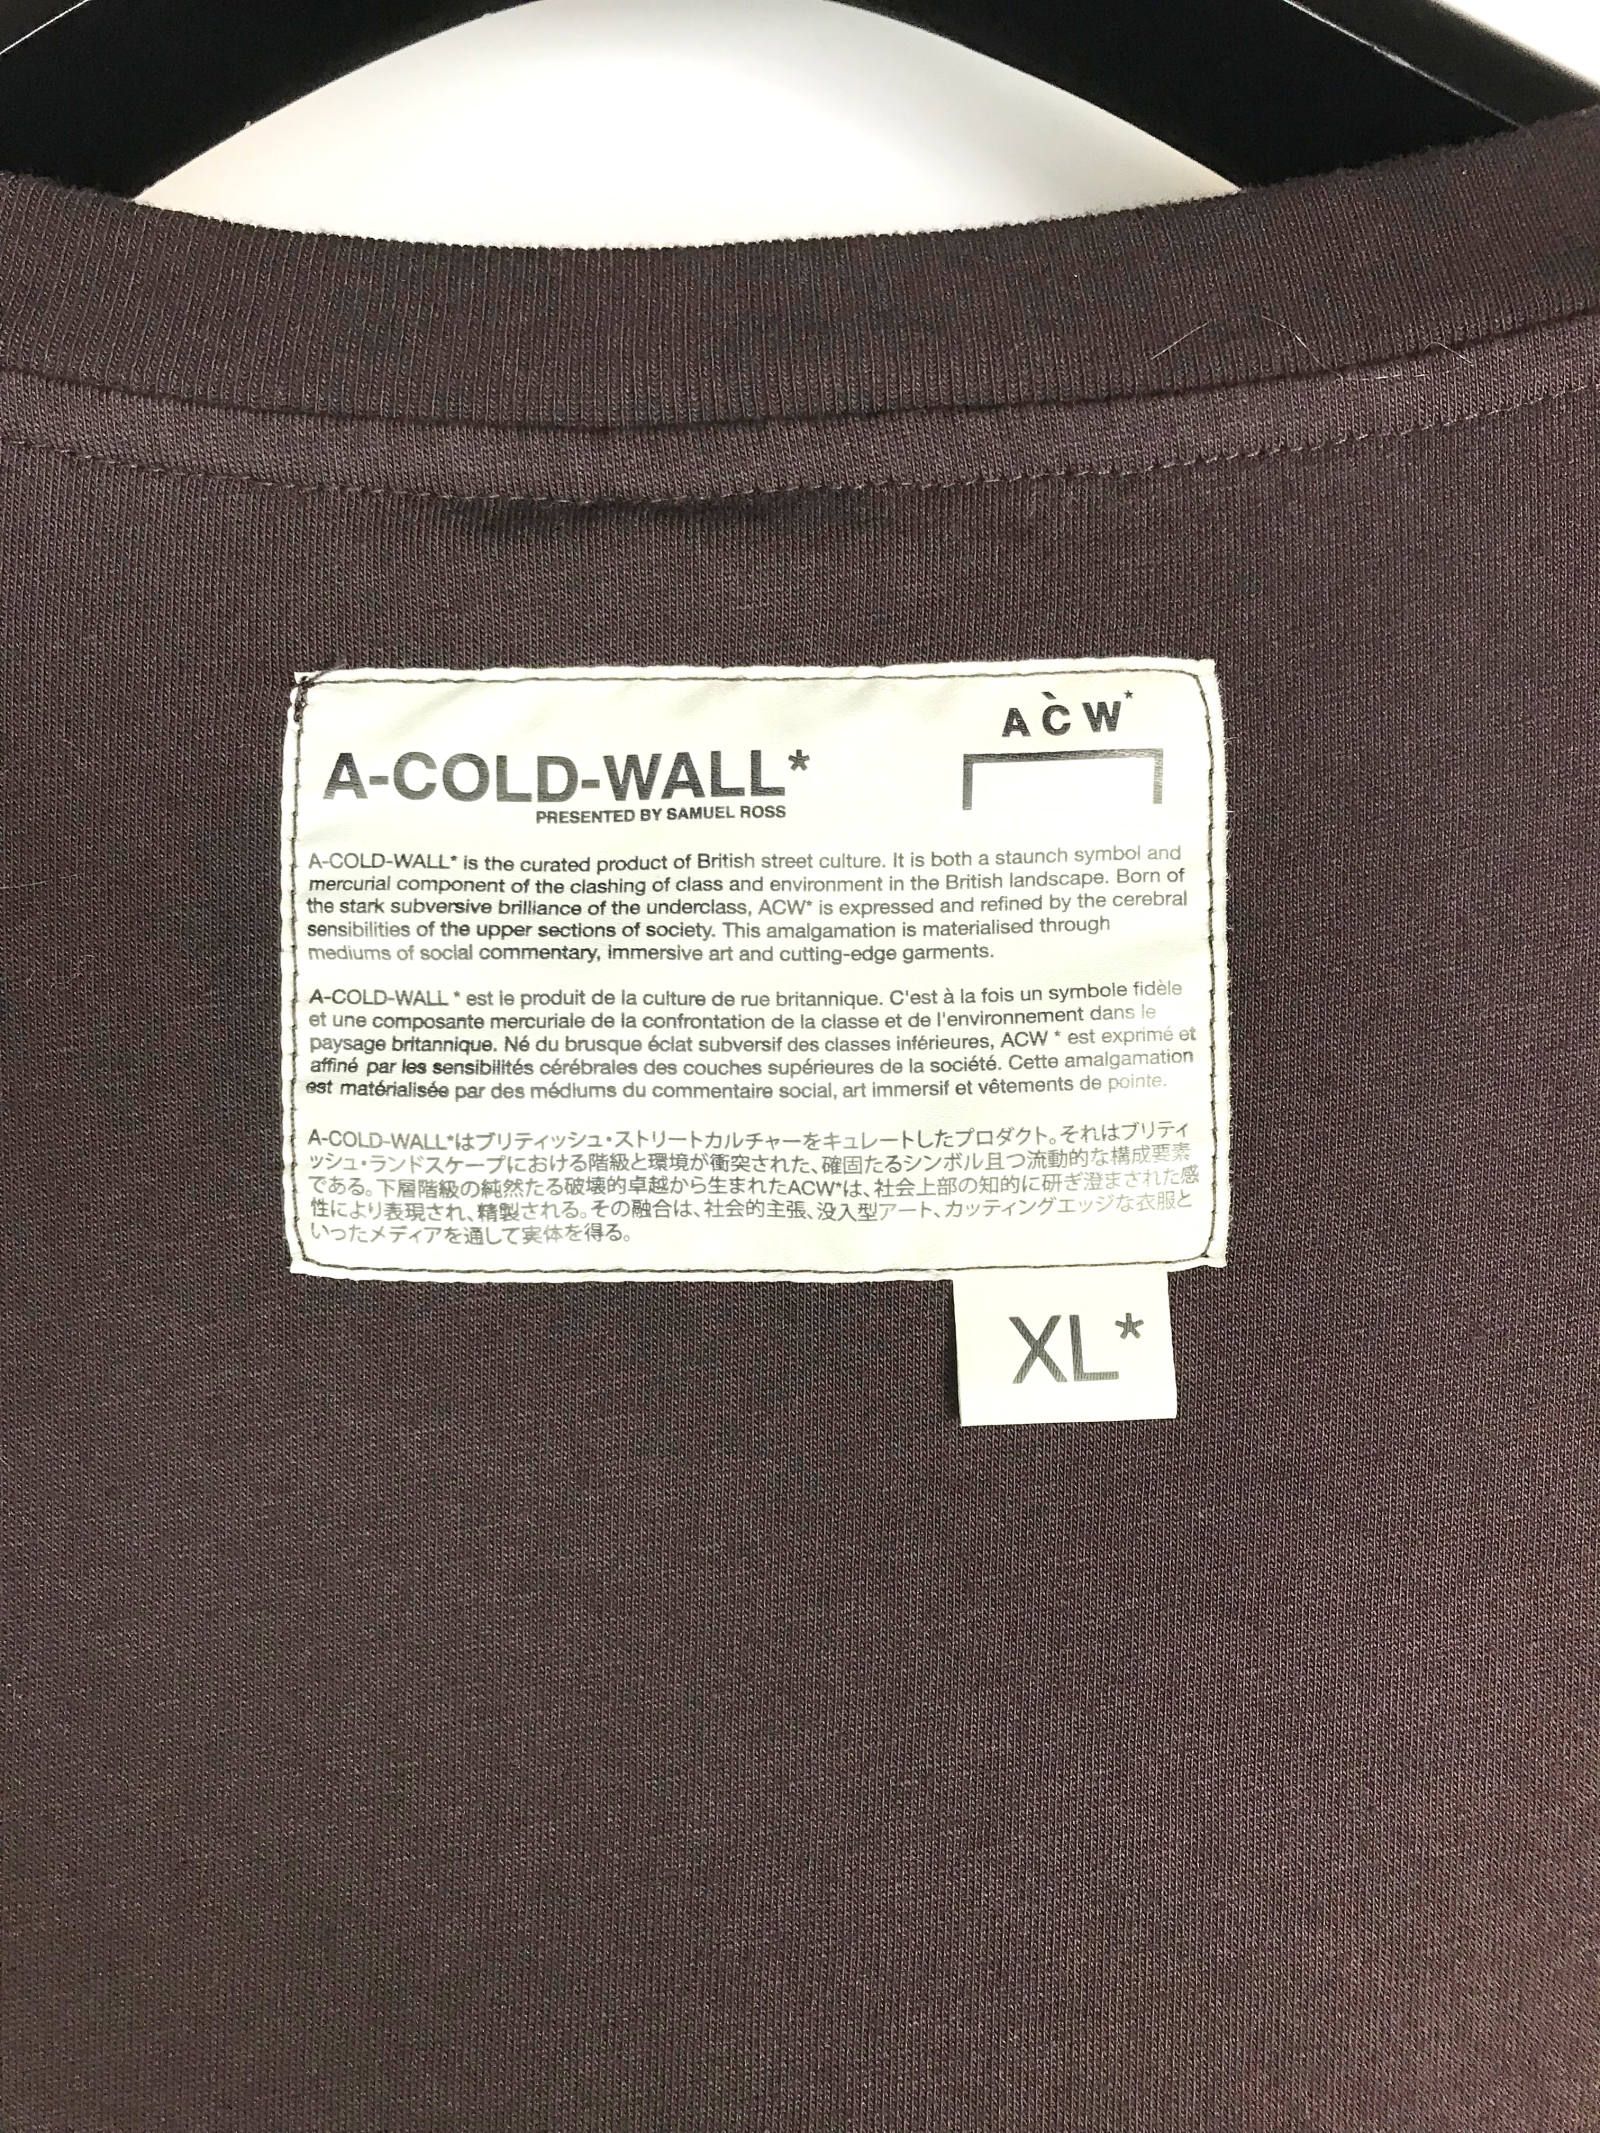 A-COLD-WALL*
PRESENTED BY SAMUEL ROSS
AÈCW*
A-COLD-WALL* is the curated product of British street culture. It is both a staunch symbol and
mercurial component of the clashing of class and environment in the British landscape. Born of
the stark subversive brilliance of the underclass, ACW* is expressed and refined by the cerebral
sensibilities of the upper sections of society. This amalgamation is materialised through
mediums of social commentary, immersive art and cutting-edge garments.
A-COLD-WALL * est le produit de la culture de rue britannique. C'est à la fois un symbole fidèle
et une composante mercuriale de la confrontation de la classe et de l'environnement dans le
paysage britannique. Né du brusque éclat subversif des classes inférieures, ACW * est exprimé et
affiné par les sensibilités cérébrales des couches supérieures de la société. Cette amalgamation
est matérialisée par des médiums du commentaire social, art immersif et vêtements de pointe.
A-COLD-WALL*はブリティッシュ・ストリートカルチャーをキュレートしたプロダクト。それはブリティ
ッシュ・ランドスケープにおける階級と環境が衝突された、確固たるシンボル且つ流動的な構成要素
である。下層階級の純然たる破壊的卓越から生まれたACW*は、社会上部の知的に研ぎ澄まされた感
性により表現され、精製される。その融合は、社会的主張、没入型アート、カッティングエッジな衣服と
いったメディアを通して実体を得る。
XL*